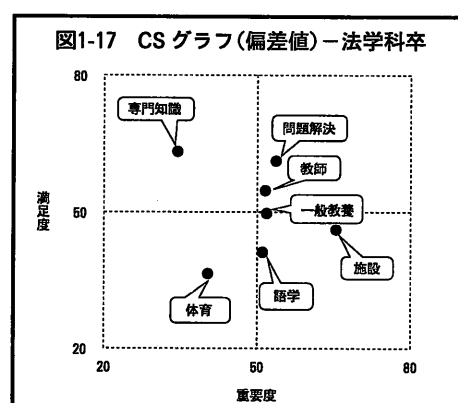 図1-17 CSグラフ(偏差値)－法学科卒
80
専門知識
問題解決
教師
満足度
50
一般教養
施設
語学
体育
20
20
50
80
重要度